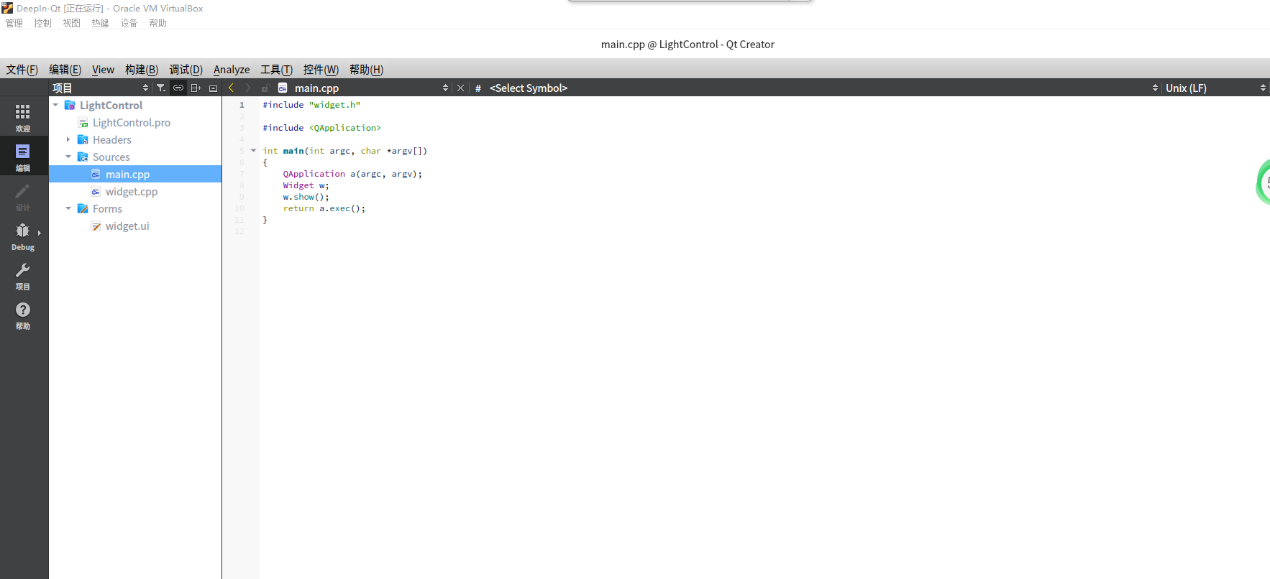 DeepIn-Qt [正在运行] - Oracle VM VirtualBox
管理 控制 视图 热键 设备 帮助
main.cpp @ LightControl - Qt Creator
文件(F) 编辑(E) View 构建(B) 调试(D) Analyze 工具(T) 控件(W) 帮助(H)
项目 main.cpp # <Select Symbol> Unix (LF)
欢迎
编辑
设计
Debug
项目
帮助
LightControl
LightControl.pro
Headers
Sources
main.cpp
widget.cpp
Forms
widget.ui
1 #include "widget.h"
2
3 #include <QApplication>
4
5 int main(int argc, char *argv[])
6 {
7 QApplication a(argc, argv);
8 Widget w;
9 w.show();
10 return a.exec();
11 }
12